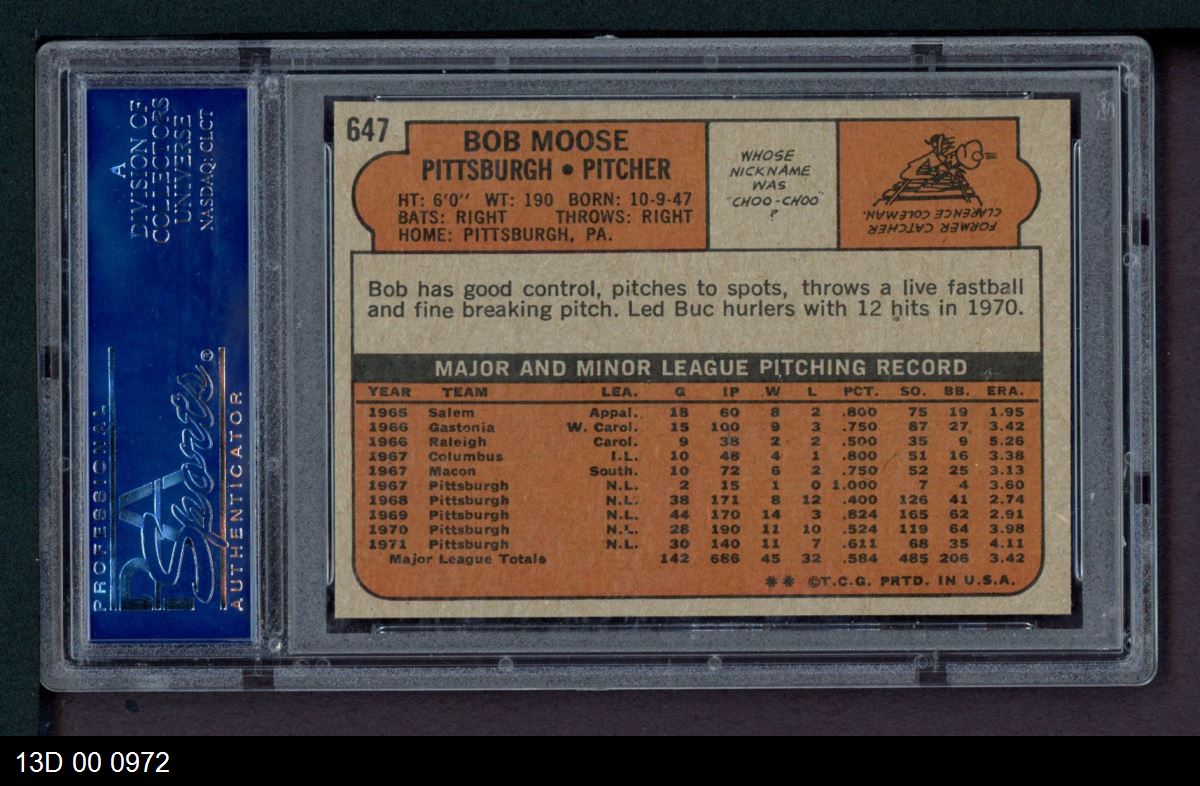 A
DIVISION OF
COLLECTORS
UNIVERSE
NASDAQ: CLCT
PROFESSIONAL
PSA
Sports ®
AUTHENTICATOR
647
BOB MOOSE
PITTSBURGH • PITCHER
HT: 6'0" WT: 190 BORN: 10-9-47
BATS: RIGHT THROWS: RIGHT
HOME: PITTSBURGH, PA.
WHOSE
NICKNAME
WAS
"CHOO-CHOO"
?
FORMER CATCHER
CLARENCE COLEMAN.
Bob has good control, pitches to spots, throws a live fastball
and fine breaking pitch. Led Buc hurlers with 12 hits in 1970.
MAJOR AND MINOR LEAGUE PITCHING RECORD
YEAR TEAM LEA. G IP W L PCT. SO. BB. ERA.
1965 Salem Appal. 18 60 8 2 .800 75 19 1.95
1966 Gastonia W. Carol. 15 100 9 3 .750 87 27 3.42
1966 Raleigh Carol. 9 38 2 2 .500 35 9 5.26
1967 Columbus I.L. 10 48 4 1 .800 51 16 3.38
1967 Macon South. 10 72 6 2 .750 52 25 3.13
1967 Pittsburgh N.L. 2 15 1 0 1.000 7 4 3.60
1968 Pittsburgh N.L. 38 171 8 12 .400 126 41 2.74
1969 Pittsburgh N.L. 44 170 14 3 .824 165 62 2.91
1970 Pittsburgh N.L. 28 190 11 10 .524 119 64 3.98
1971 Pittsburgh N.L. 30 140 11 7 .611 68 35 4.11
Major League Totals 142 686 45 32 .584 485 206 3.42
** ©T.C.G. PRTD. IN U.S.A.
13D 00 0972